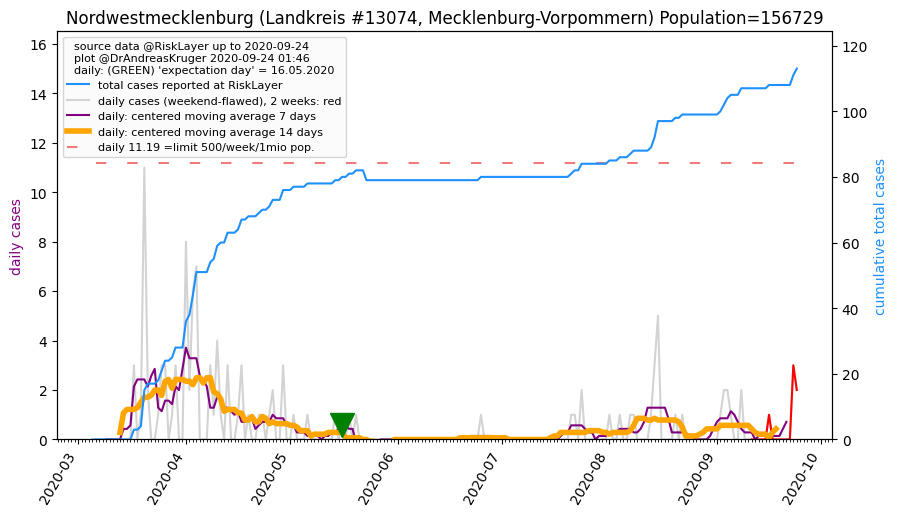 Nordwestmecklenburg (Landkreis #13074, Mecklenburg-Vorpommern) Population=156729
source data @RiskLayer up to 2020-09-24
plot @DrAndreasKruger 2020-09-24 01:46
daily: (GREEN) 'expectation day' = 16.05.2020
total cases reported at RiskLayer
daily cases (weekend-flawed), 2 weeks: red
daily: centered moving average 7 days
daily: centered moving average 14 days
daily 11.19 =limit 500/week/1mio pop.
daily cases
16
14
12
10
8
6
4
2
0
120
100
80
60
40
20
0
cumulative total cases
2020-03
2020-04
2020-05
2020-06
2020-07
2020-08
2020-09
2020-10